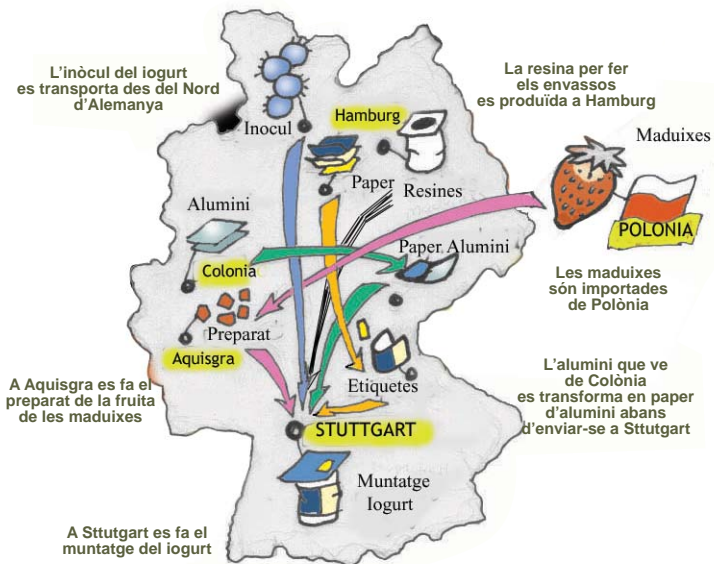 L'inòcul del iogurt
es transporta des del Nord
d'Alemanya
La resina per fer
els envassos
es produïda a Hamburg
Inocul
Hamburg
Maduixes
Paper
Resines
Alumini
POLONIA
Paper Alumini
Colonia
Les maduixes
són importades
de Polònia
Preparat
Aquisgra
Etiquetes
A Aquisgra es fa el
preparat de la fruita
de les maduixes
L'alumini que ve
de Colònia
es transforma en paper
d'alumini abans
d'enviar-se a Sttutgart
STUTTGART
Muntatge
Iogurt
A Sttutgart es fa el
muntatge del iogurt